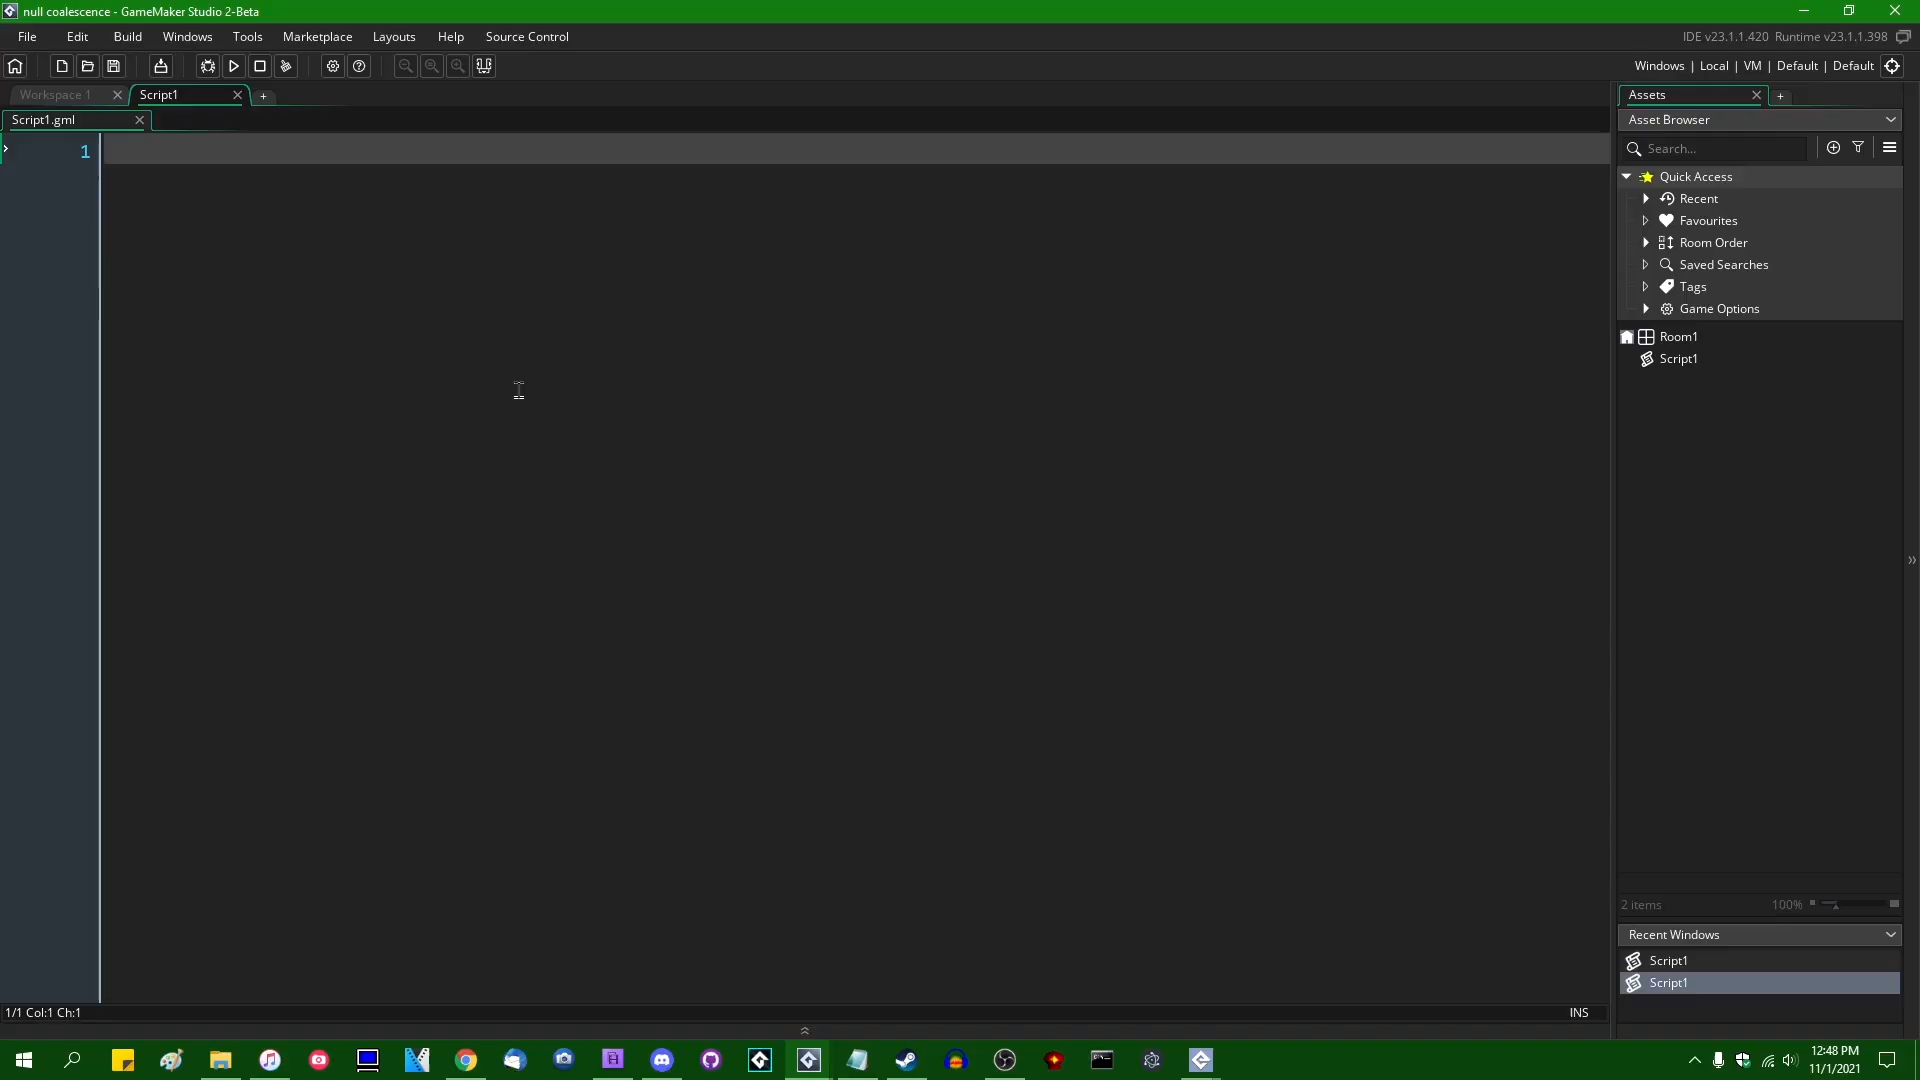 null coalescence - GameMaker Studio 2-Beta
File Edit Build Windows Tools Marketplace Layouts Help Source Control
IDE v23.1.1.420 Runtime v23.1.1.398
Windows | Local | VM | Default | Default
Workspace 1
Script1
Script1.gml
1
Assets
Asset Browser
Search...
Quick Access
Recent
Favourites
Room Order
Saved Searches
Tags
Game Options
Room1
Script1
2 items
100%
Recent Windows
Script1
Script1
1/1 Col:1 Ch:1
INS
12:48 PM
11/1/2021